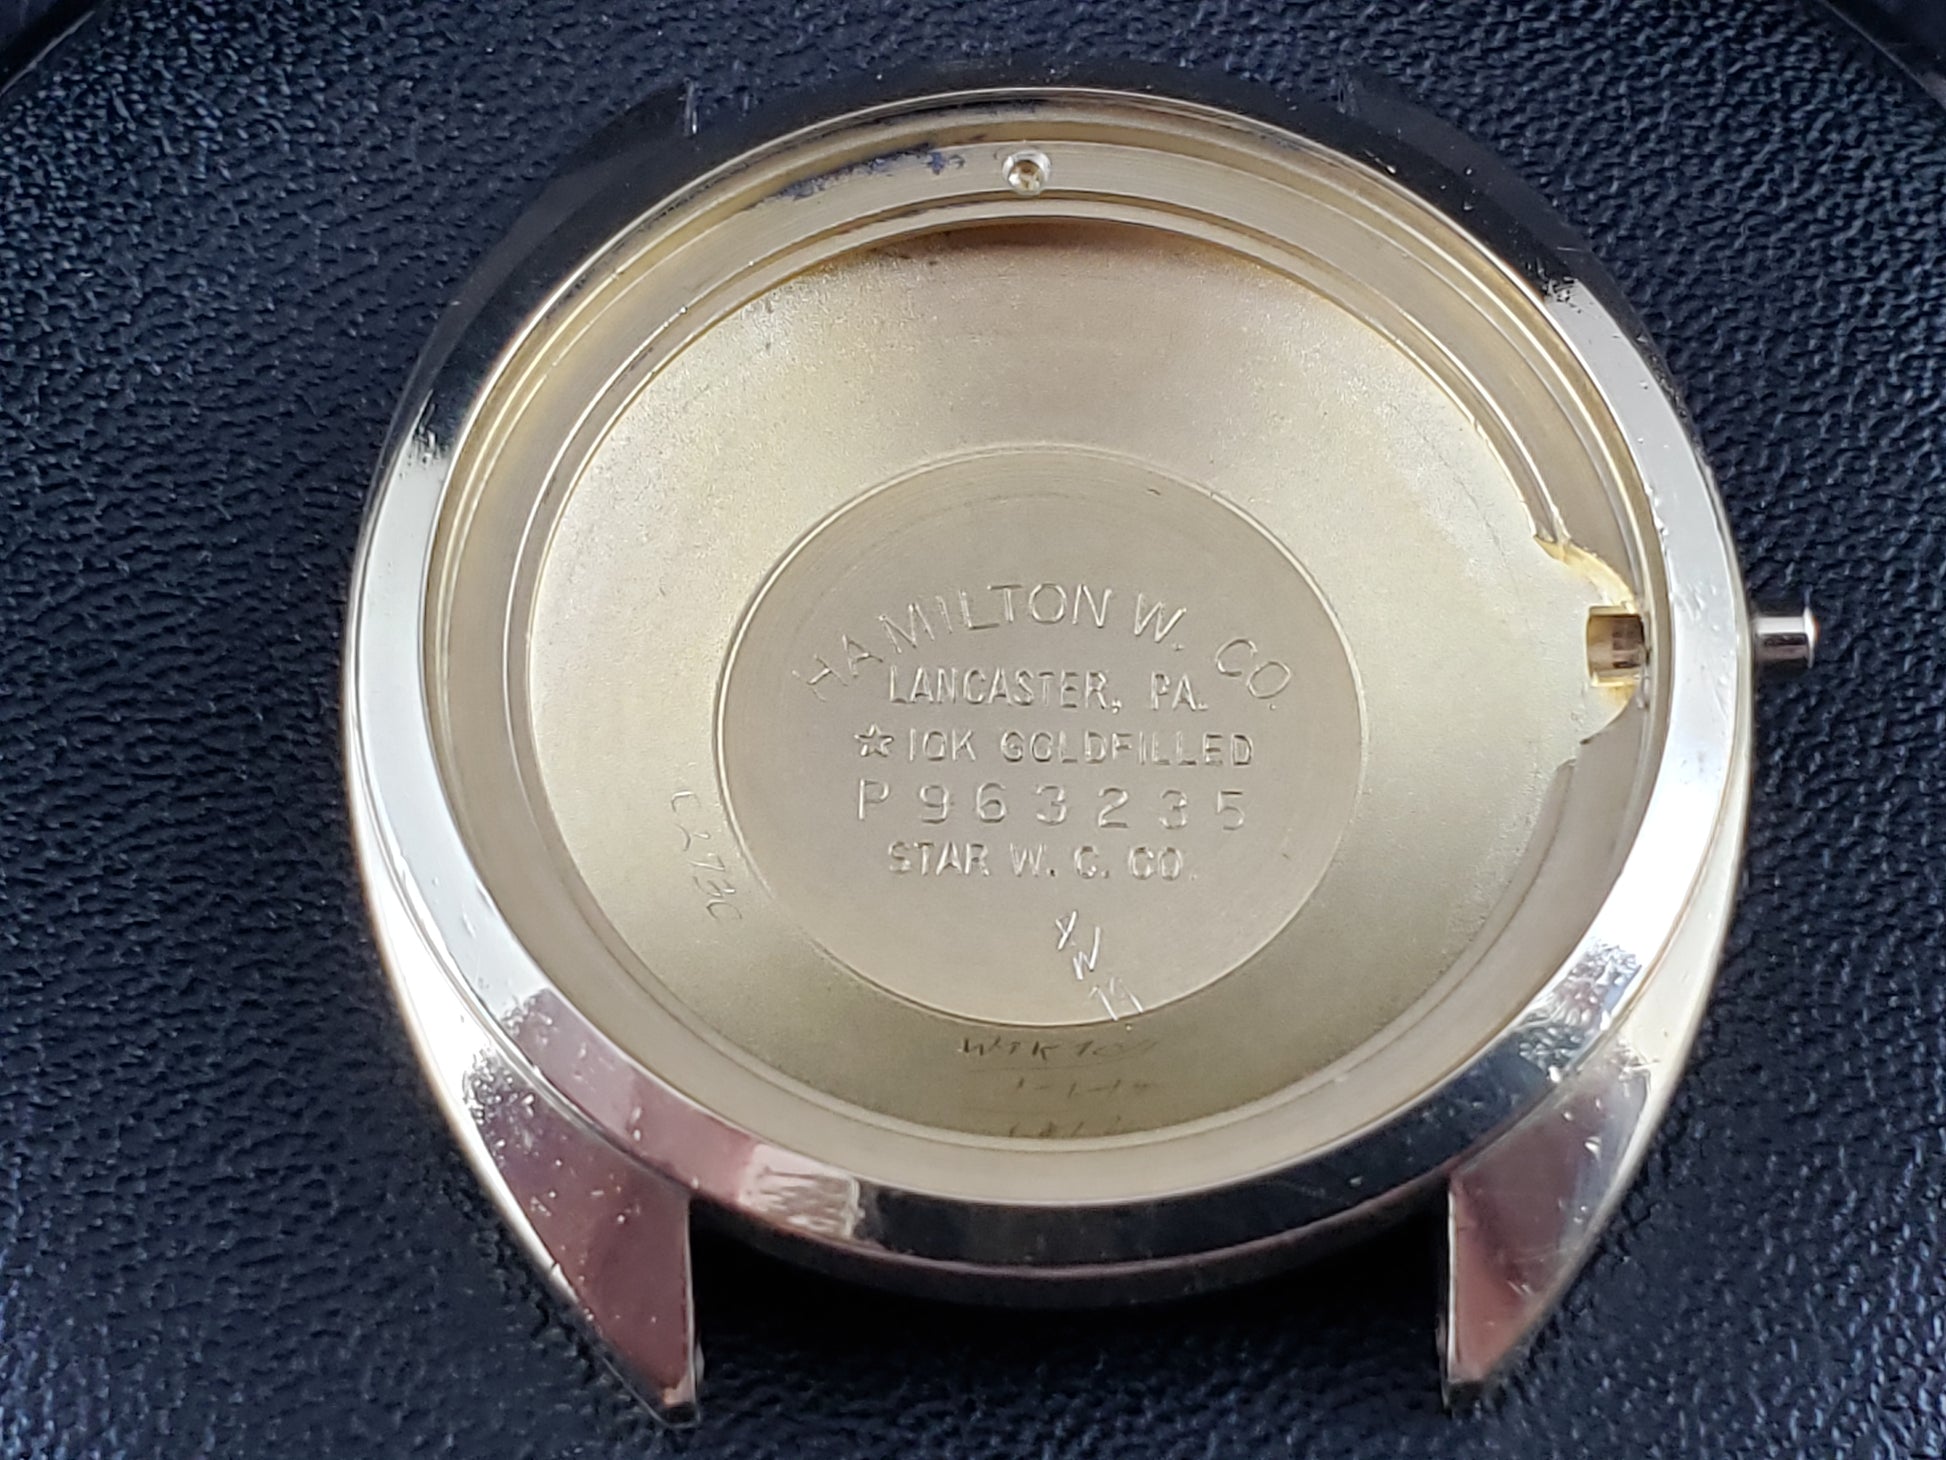 HAMILTON W. CO.
LANCASTER, PA.
☆ 10K GOLDFILLED
P963235
STAR W. C. CO.